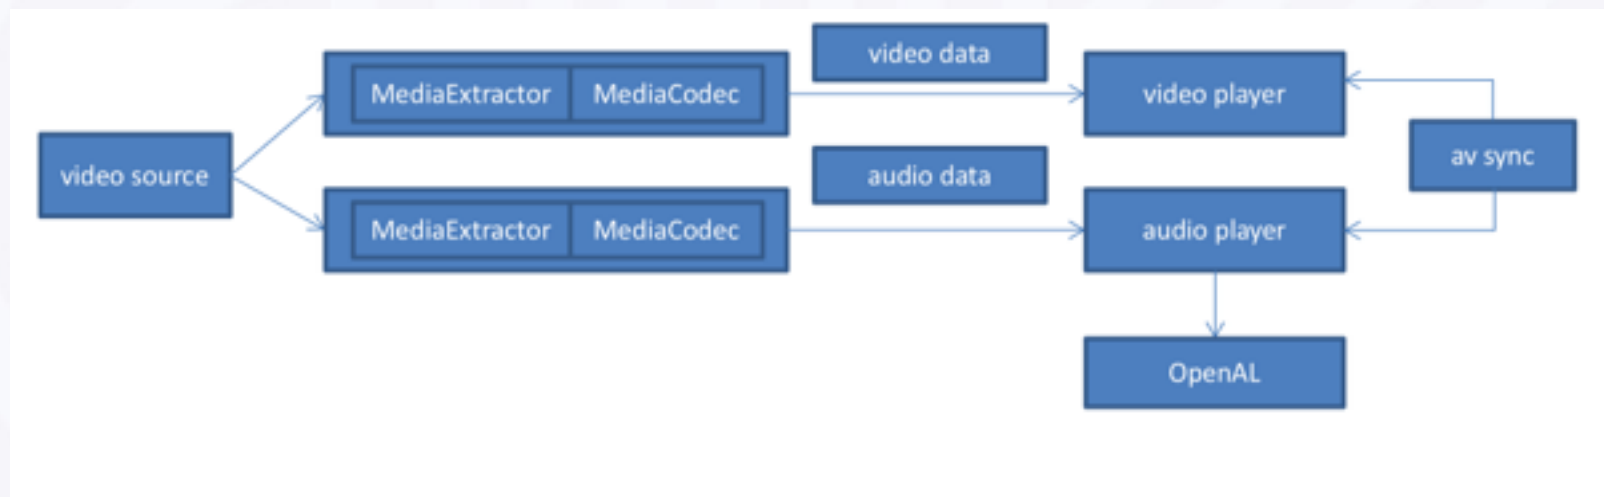 video data
MediaExtractor MediaCodec
video player
video source
av sync
audio data
MediaExtractor MediaCodec
audio player
OpenAL